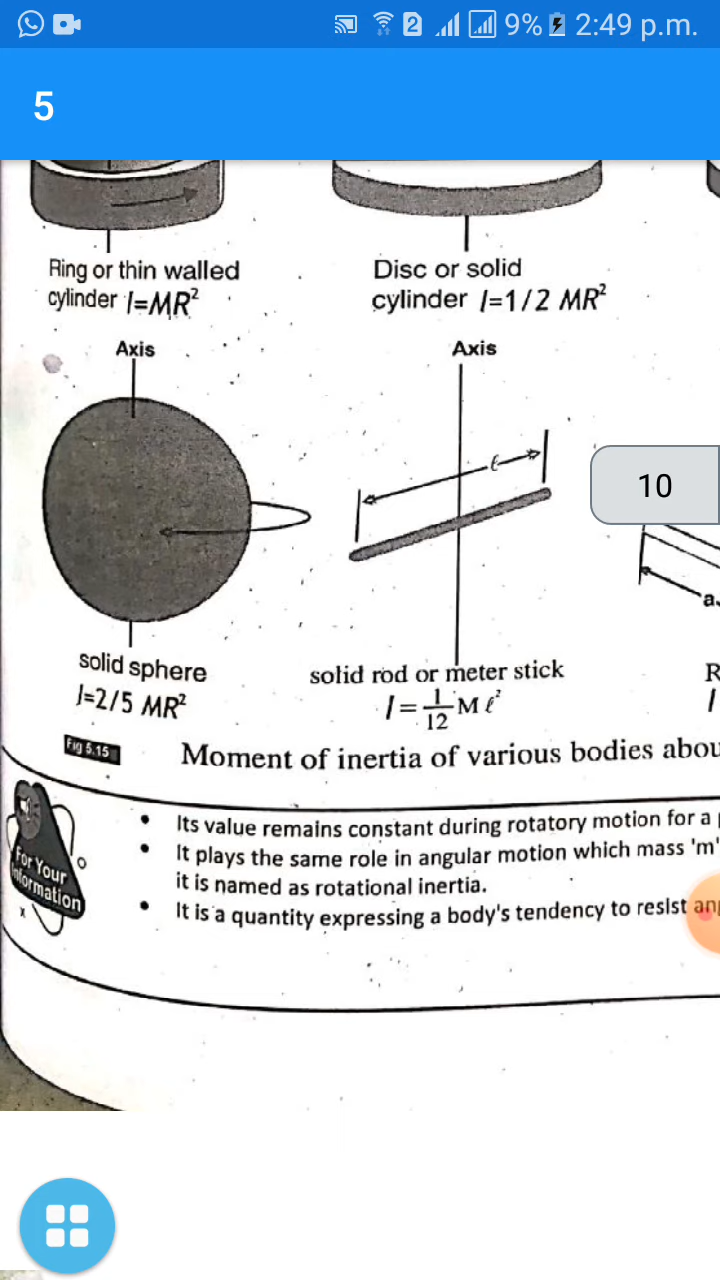 2 9% 2:49 p.m.
5
Ring or thin walled
cylinder I=MR²
Disc or solid
cylinder I=1/2 MR²
Axis
Axis
ℓ
10
a
solid sphere
I=2/5 MR²
solid rod or meter stick
I=1/12 M ℓ²
R
I
Fig 5.15 Moment of inertia of various bodies abou
For Your
Information
• Its value remains constant during rotatory motion for a p
• It plays the same role in angular motion which mass 'm'
it is named as rotational inertia.
• It is a quantity expressing a body's tendency to resist ang